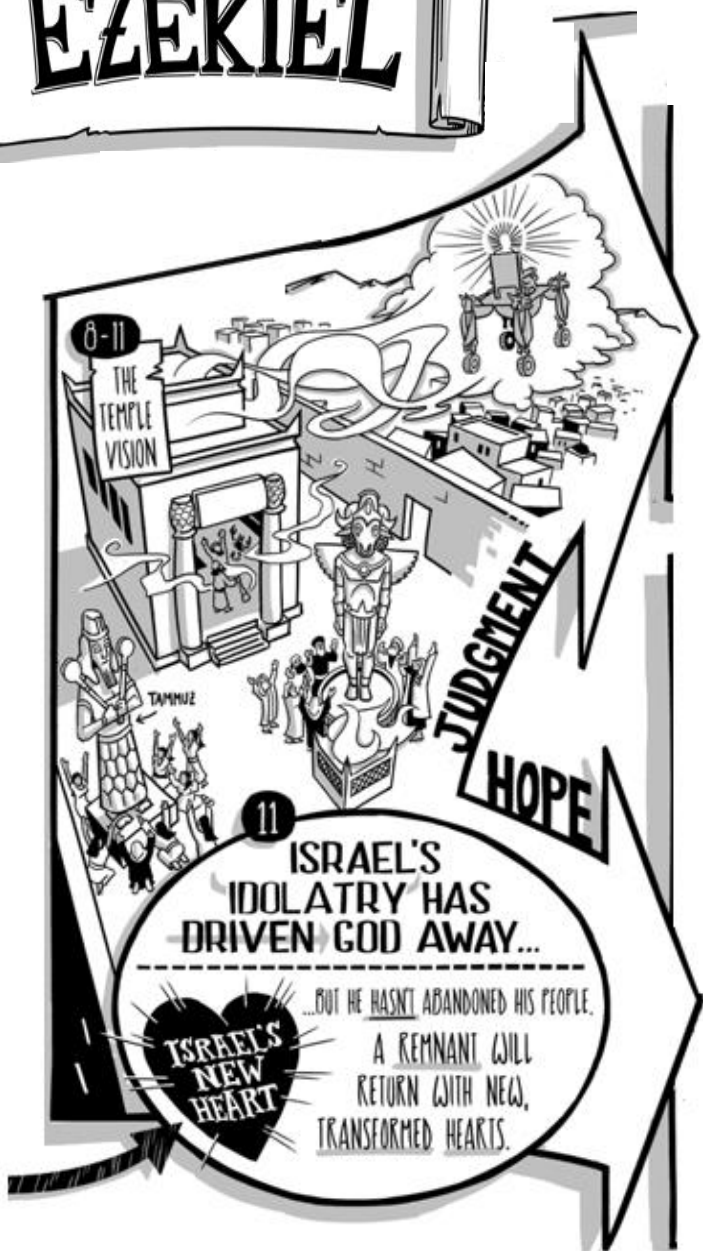 EZEKIEL
8-11
THE
TEMPLE
VISION
TAMMUZ
JUDGMENT
HOPE
11
ISRAEL'S
IDOLATRY HAS
DRIVEN GOD AWAY...
...BUT HE HASN'T ABANDONED HIS PEOPLE.
A REMNANT WILL
RETURN WITH NEW,
TRANSFORMED HEARTS.
ISRAEL'S
NEW
HEART